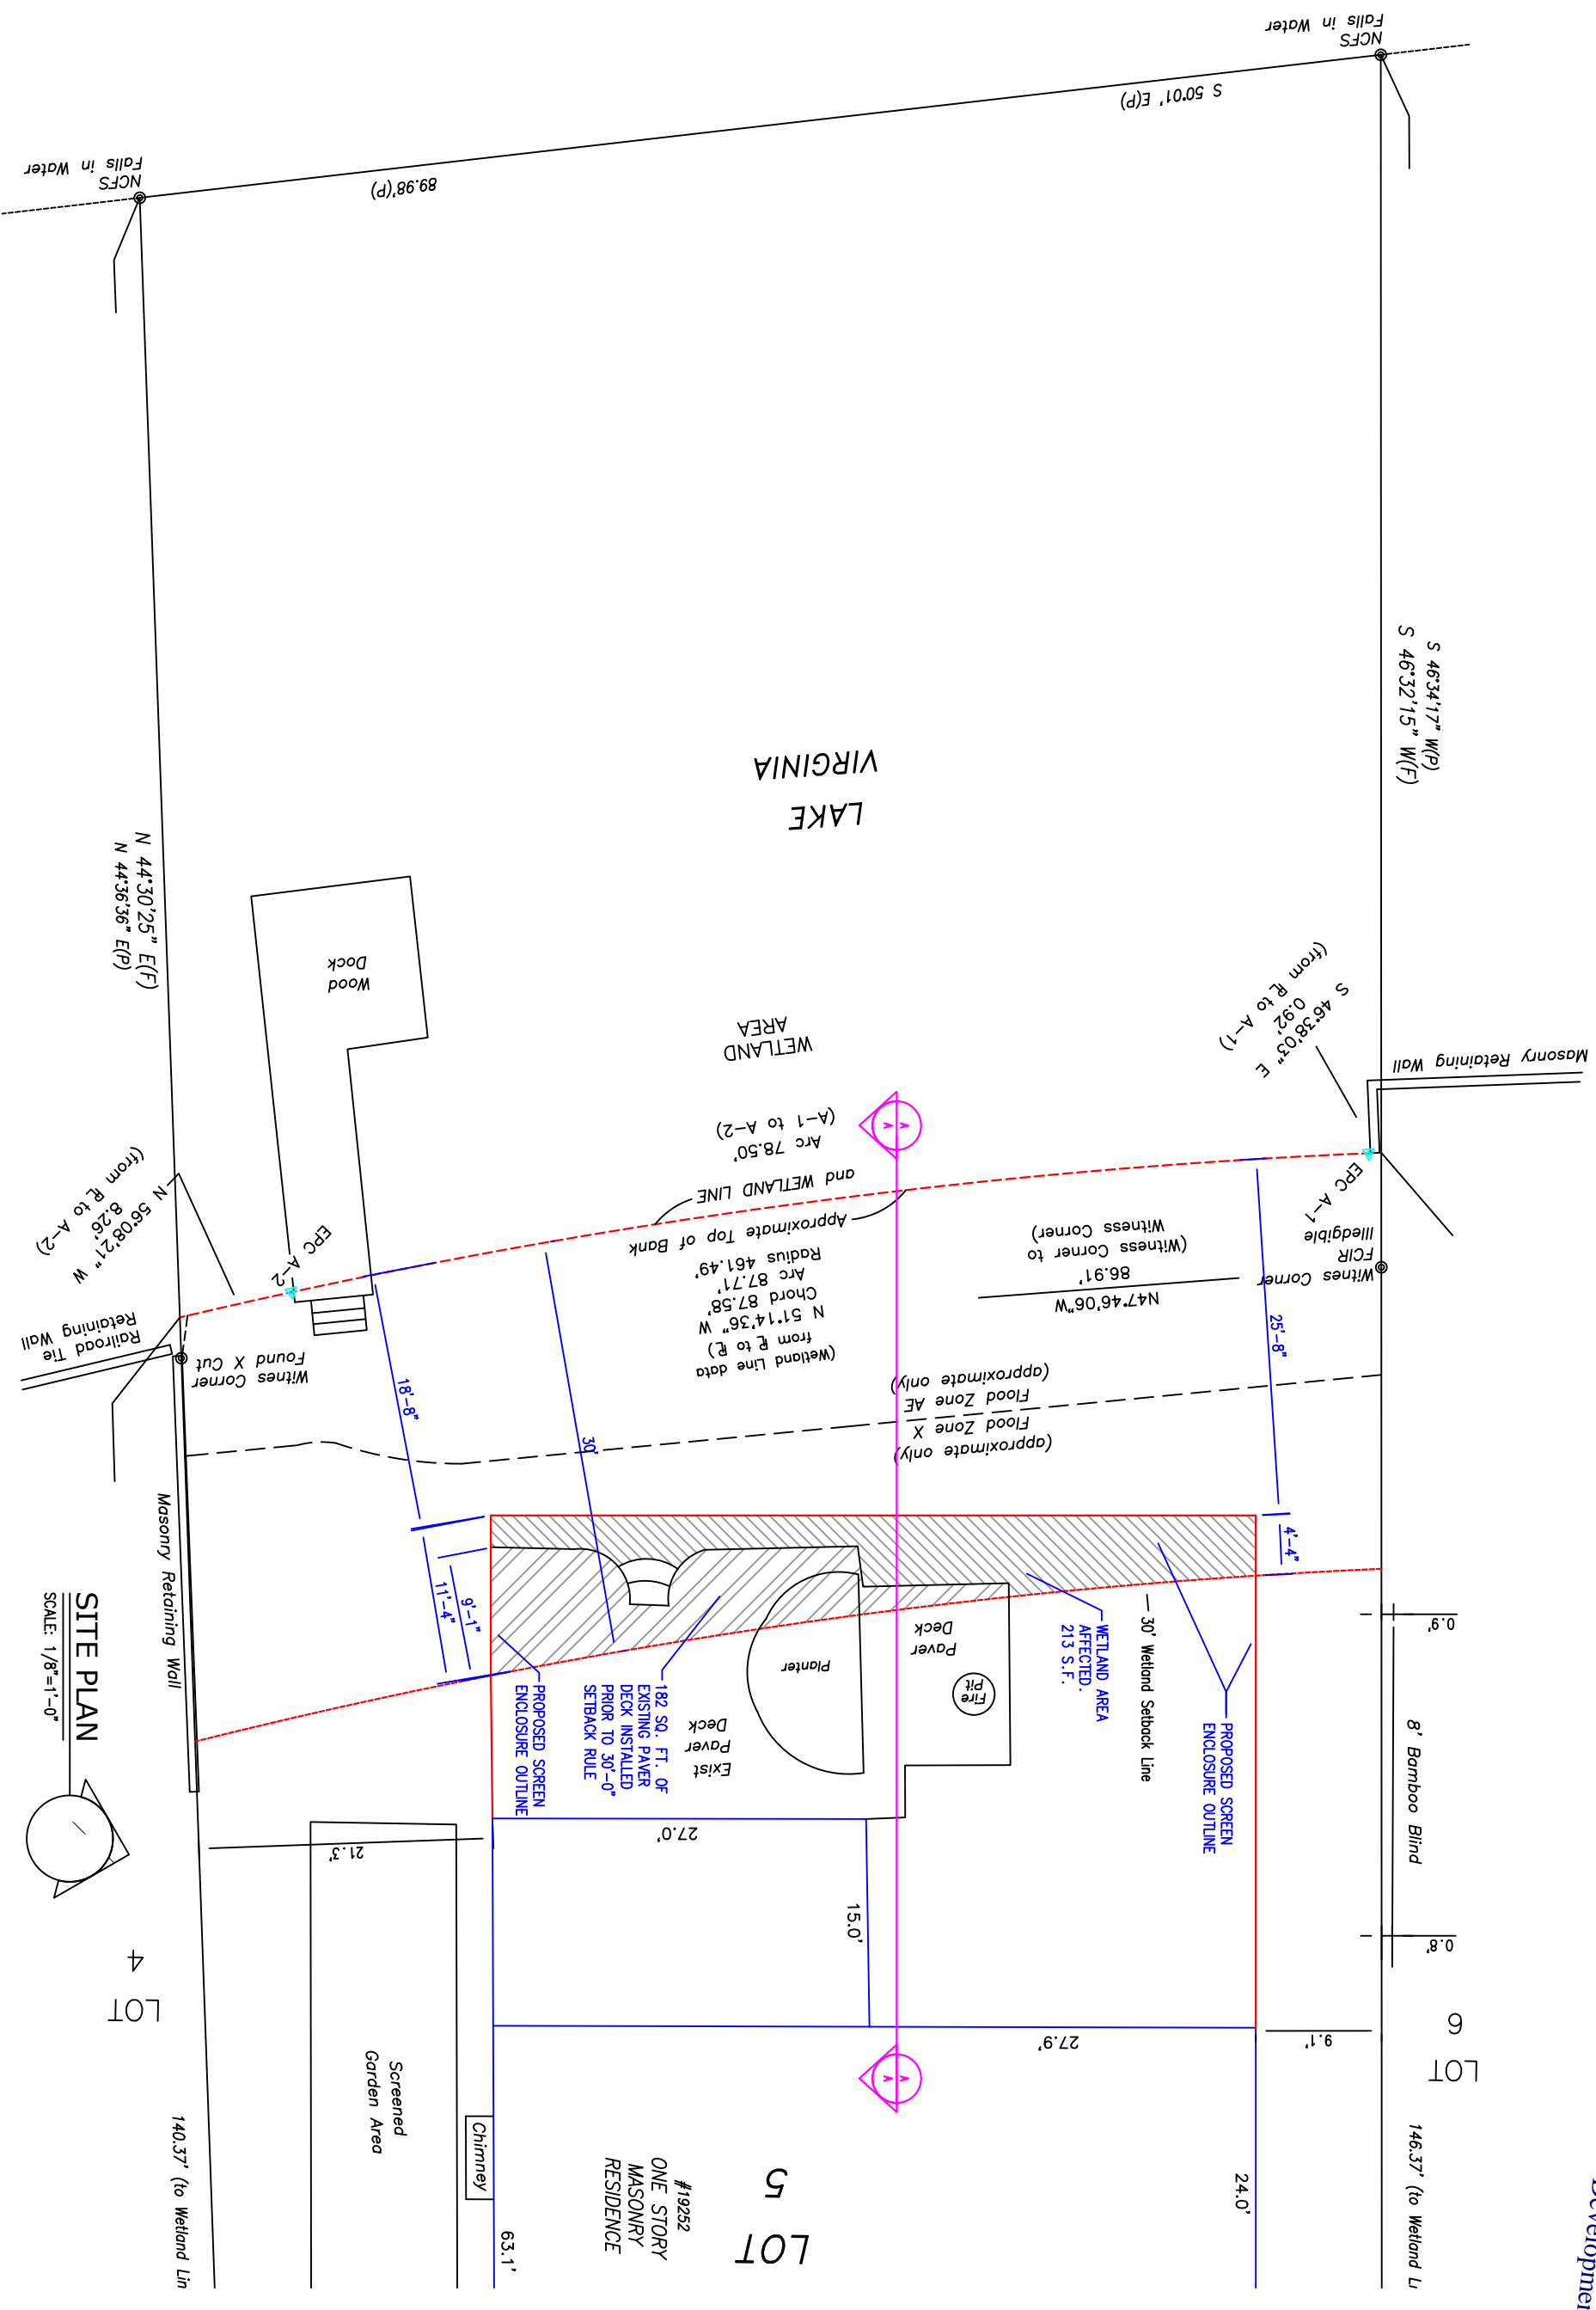 NCFS
Falls in Water
NCFS
Falls in Water
S 50°01' E(P)
89.98'(P)
S 46°34'17" W(P)
S 46°32'15" W(F)
N 44°30'25" E(F)
N 44°36'36" E(P)
LAKE
VIRGINIA
Wood
Dock
WETLAND
AREA
S 46°38'03" E
0.92'
(from PL to A-1)
Masonry Retaining Wall
EPC A-1
Witnes Corner
FCIR
Illedgible
N 56°08'21" W
8.26'
(from PL to A-2)
EPC A-2
Railroad Tie
Retaining Wall
Witnes Corner
Found X Cut
Arc 78.50'
(A-1 to A-2)
Approximate Top of Bank
and WETLAND LINE
(Wetland Line data
from PL to PL)
N 51°14'36" W
Chord 87.58'
Arc 87.71'
Radius 461.49'
N47°46'06"W
86.91'
(Witness Corner to
Witness Corner)
25'-8"
18'-8"
30'
Flood Zone AE
(approximate only)
Flood Zone X
(approximate only)
4'-4"
11'-4"
9'-1"
Masonry Retaining Wall
SITE PLAN
SCALE: 1/8"=1'-0"
PROPOSED SCREEN
ENCLOSURE OUTLINE
182 SQ. FT. OF
EXISTING PAVER
DECK INSTALLED
PRIOR TO 30'-0"
SETBACK RULE
Exist
Paver
Deck
Planter
Paver
Deck
Fire
Pit
WETLAND AREA
AFFECTED.
213 S.F.
30' Wetland Setback Line
PROPOSED SCREEN
ENCLOSURE OUTLINE
0.9'
8' Bamboo Blind
0.8'
21.3'
27.0'
15.0'
27.9'
9.1'
LOT
4
LOT
6
LOT
5
Screened
Garden Area
Chimney
#19252
ONE STORY
MASONRY
RESIDENCE
63.1'
24.0'
140.37' (to Wetland Lin
146.37' (to Wetland Li
Developmen